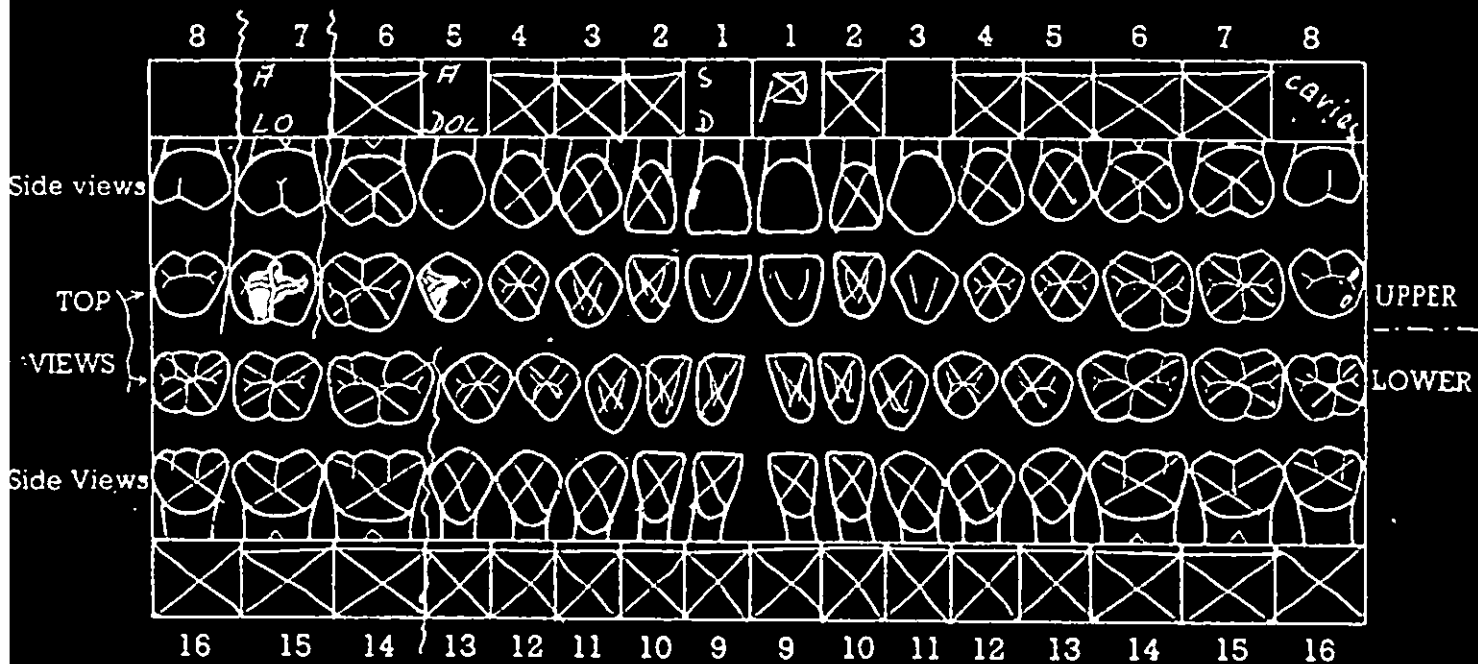 8 7 6 5 4 3 2 1 1 2 3 4 5 6 7 8
A A S caries
LO DOL D
Side views
TOP UPPER
VIEWS LOWER
Side Views
16 15 14 13 12 11 10 9 9 10 11 12 13 14 15 16